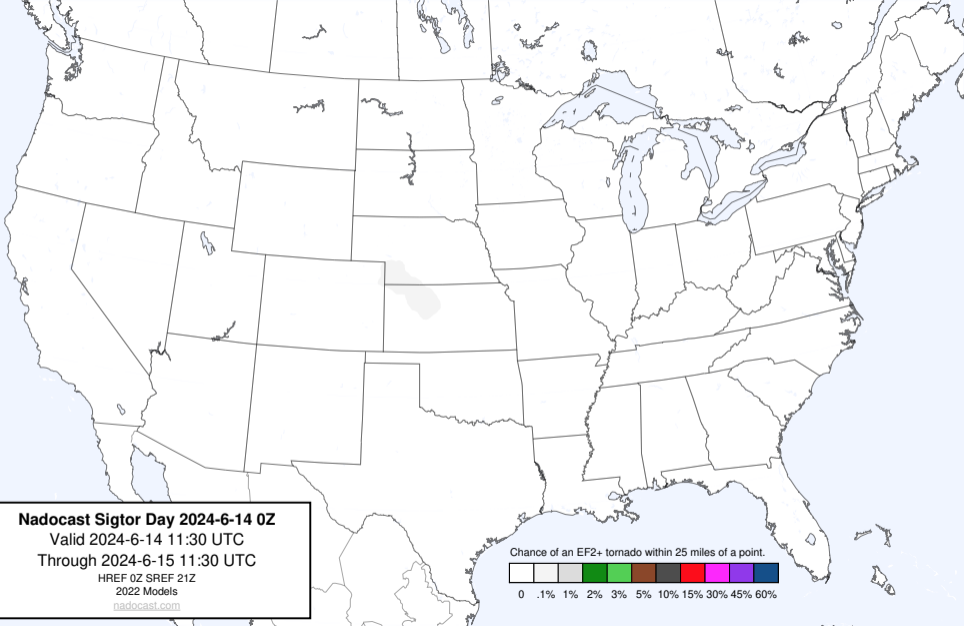 Nadocast Sigtor Day 2024-6-14 0Z
Valid 2024-6-14 11:30 UTC
Through 2024-6-15 11:30 UTC
HREF 0Z SREF 21Z
2022 Models
nadocast.com
Chance of an EF2+ tornado within 25 miles of a point.
0 .1% 1% 2% 3% 5% 10% 15% 30% 45% 60%